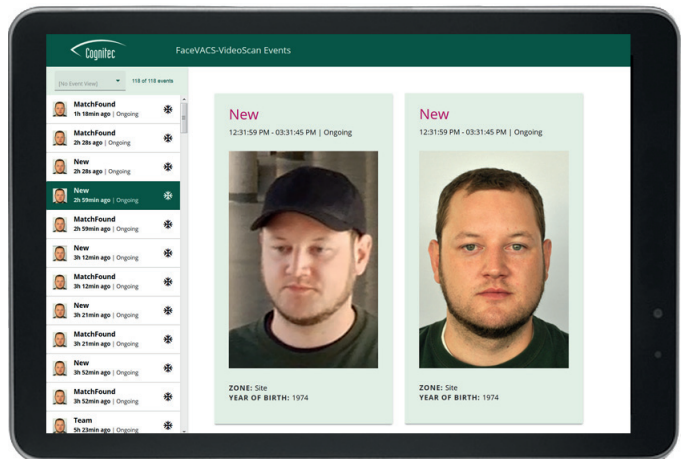 Cognitec
FaceVACS-VideoScan Events
[No Event View]
118 of 118 events
MatchFound
1h 18min ago | Ongoing
MatchFound
2h 28s ago | Ongoing
New
2h 28s ago | Ongoing
New
2h 59min ago | Ongoing
MatchFound
2h 59min ago | Ongoing
New
3h 12min ago | Ongoing
MatchFound
3h 12min ago | Ongoing
New
3h 21min ago | Ongoing
MatchFound
3h 21min ago | Ongoing
New
3h 52min ago | Ongoing
MatchFound
3h 52min ago | Ongoing
Team
5h 23min ago | Ongoing
New
12:31:59 PM - 03:31:45 PM | Ongoing
ZONE: Site
YEAR OF BIRTH: 1974
New
12:31:59 PM - 03:31:45 PM | Ongoing
ZONE: Site
YEAR OF BIRTH: 1974